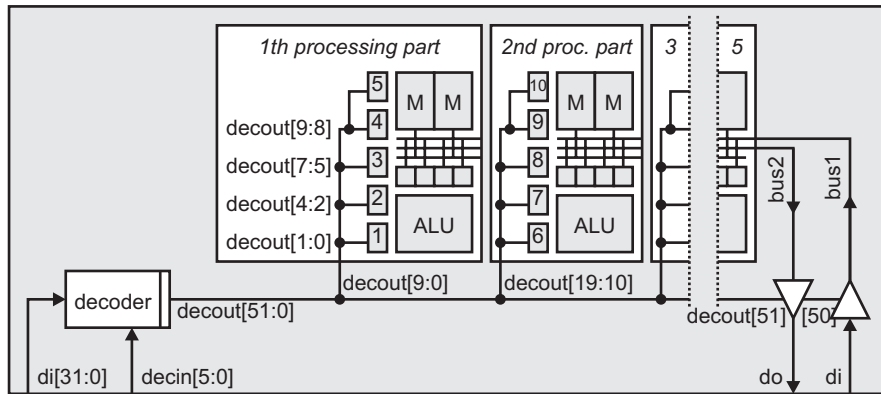 1th processing part 2nd proc. part 3 5
5 M M 10 M M
decout[9:8] 4 9
decout[7:5] 3 8
decout[4:2] 2 ALU 7 ALU
decout[1:0] 1 6
bus2 bus1
decoder decout[9:0] decout[19:10]
decout[51:0] decout[51] [50]
di[31:0] decin[5:0] do di